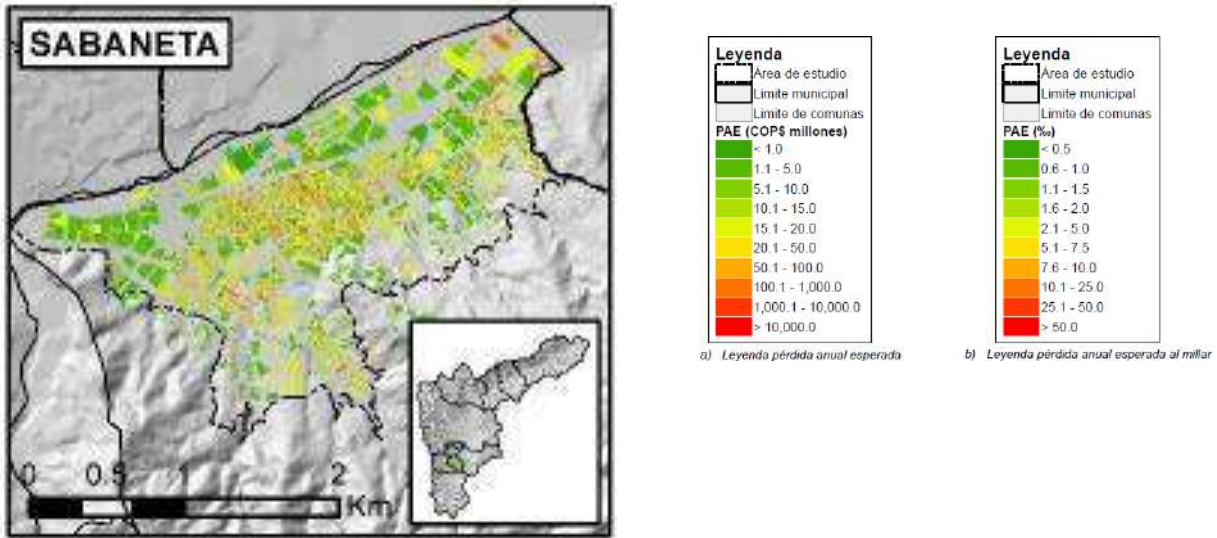 SABANETA
0 0.5 1 2
Km
Leyenda
Área de estudio
Limite municipal
Limite de comunas
PAE (COP$ millones)
< 1.0
1.1 - 5.0
5.1 - 10.0
10.1 - 15.0
15.1 - 20.0
20.1 - 50.0
50.1 - 100.0
100.1 - 1,000.0
1,000.1 - 10,000.0
> 10,000.0
a) Leyenda pérdida anual esperada
Leyenda
Área de estudio
Limite municipal
Limite de comunas
PAE (‰)
< 0.5
0.6 - 1.0
1.1 - 1.5
1.6 - 2.0
2.1 - 5.0
5.1 - 7.5
7.6 - 10.0
10.1 - 25.0
25.1 - 50.0
> 50.0
b) Leyenda pérdida anual esperada al millar